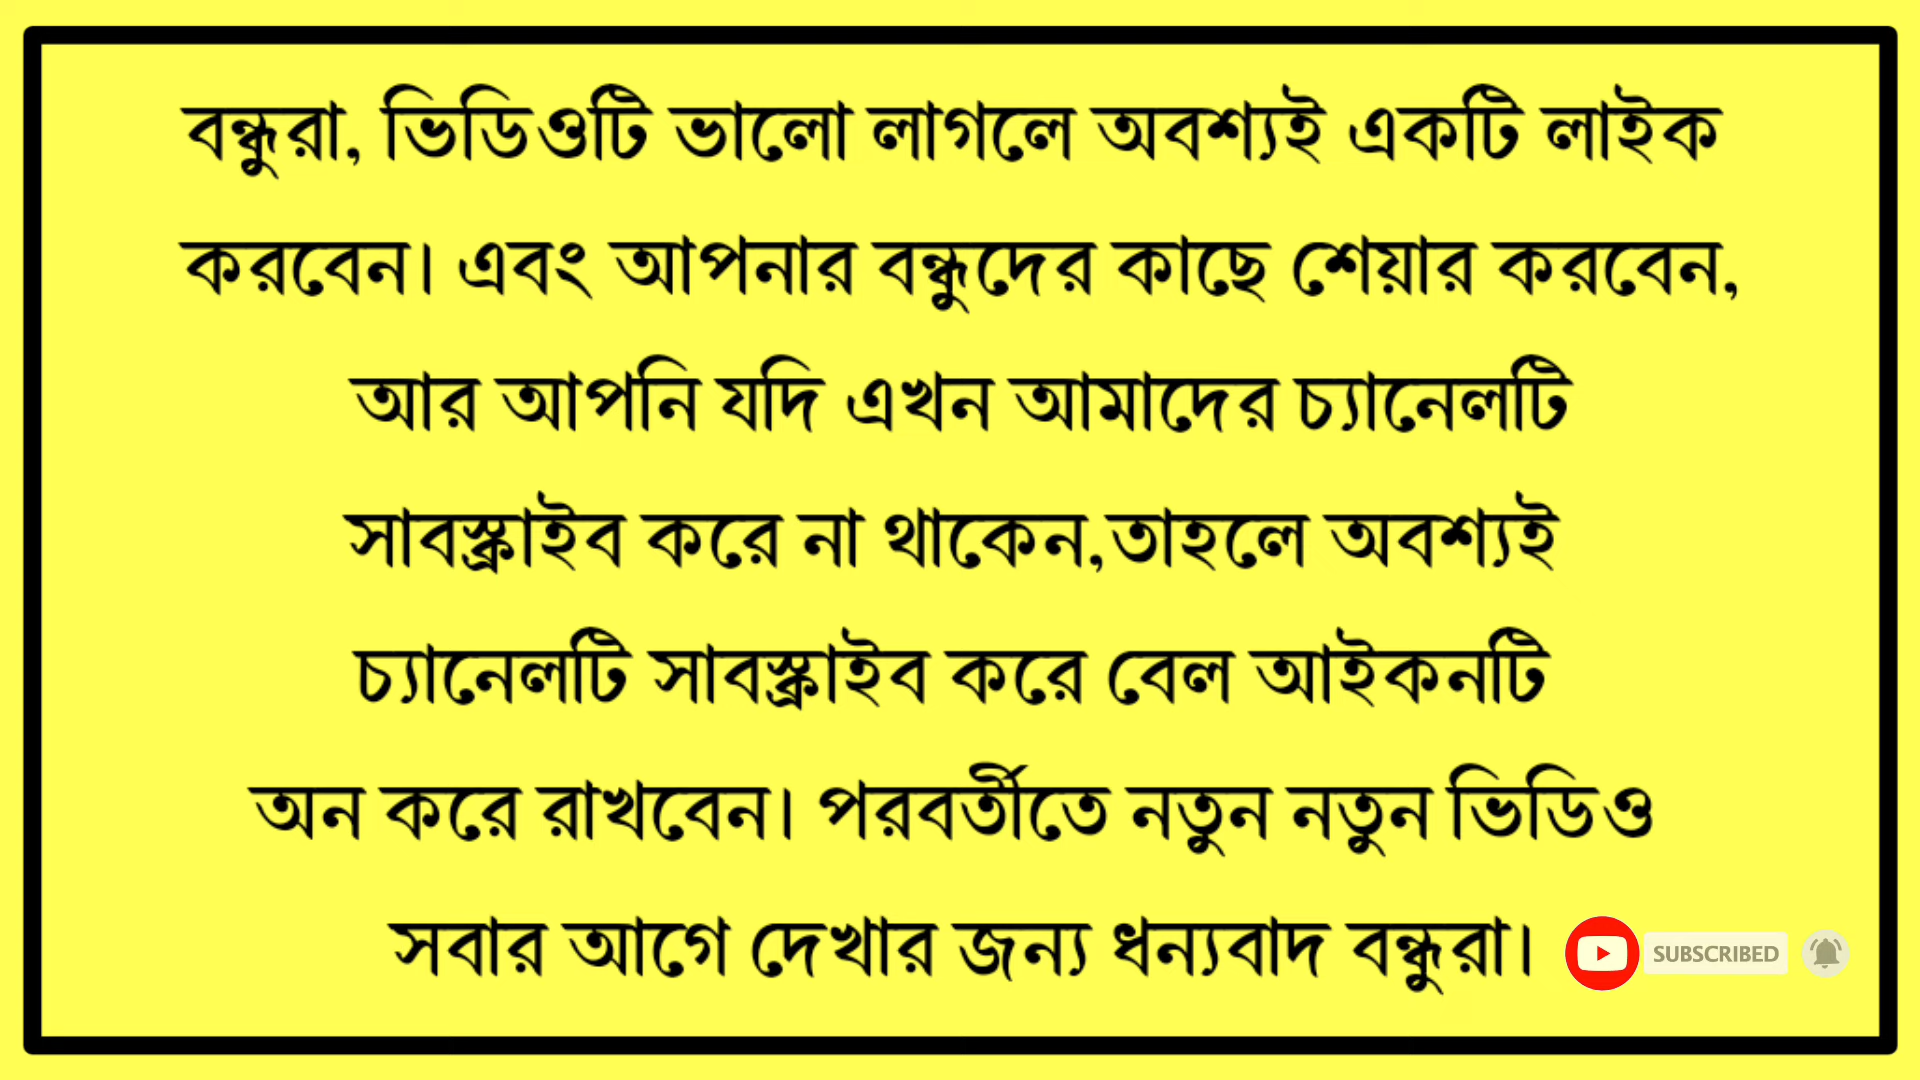 বন্ধুরা, ভিডিওটি ভালো লাগলে অবশ্যই একটি লাইক
করবেন। এবং আপনার বন্ধুদের কাছে শেয়ার করবেন,
আর আপনি যদি এখন আমাদের চ্যানেলটি
সাবস্ক্রাইব করে না থাকেন,তাহলে অবশ্যই
চ্যানেলটি সাবস্ক্রাইব করে বেল আইকনটি
অন করে রাখবেন। পরবর্তীতে নতুন নতুন ভিডিও
সবার আগে দেখার জন্য ধন্যবাদ বন্ধুরা। SUBSCRIBED